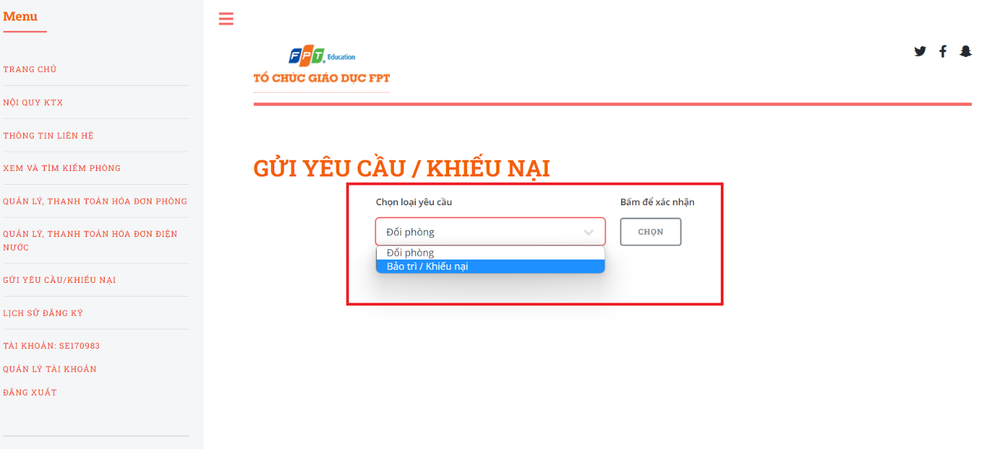 Menu
TRANG CHỦ
NỘI QUY KTX
THÔNG TIN LIÊN HỆ
XEM VÀ TÌM KIẾM PHÒNG
QUẢN LÝ, THANH TOÁN HÓA ĐƠN PHÒNG
QUẢN LÝ, THANH TOÁN HÓA ĐƠN ĐIỆN
NƯỚC
GỬI YÊU CẦU/KHIẾU NẠI
LỊCH SỬ ĐĂNG KÝ
TÀI KHOẢN: SE170983
QUẢN LÝ TÀI KHOẢN
ĐĂNG XUẤT
FPT Education
TỔ CHỨC GIÁO DỤC FPT
GỬI YÊU CẦU / KHIẾU NẠI
Chọn loại yêu cầu
Bấm để xác nhận
Đổi phòng
CHỌN
Đổi phòng
Bảo trì / Khiếu nại